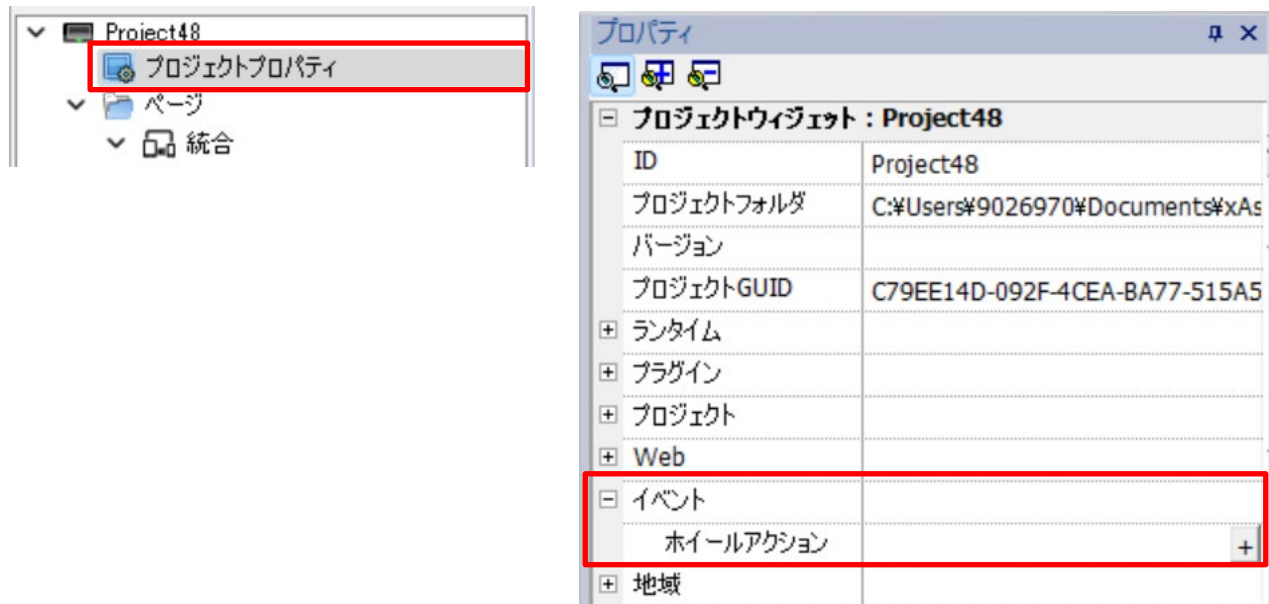 Project48
プロジェクトプロパティ
ページ
統合
プロパティ
プロジェクトウィジェット : Project48
ID Project48
プロジェクトフォルダ C:¥Users¥9026970¥Documents¥xAs
バージョン
プロジェクトGUID C79EE14D-092F-4CEA-BA77-515A5
ランタイム
プラグイン
プロジェクト
Web
イベント
ホイールアクション +
地域